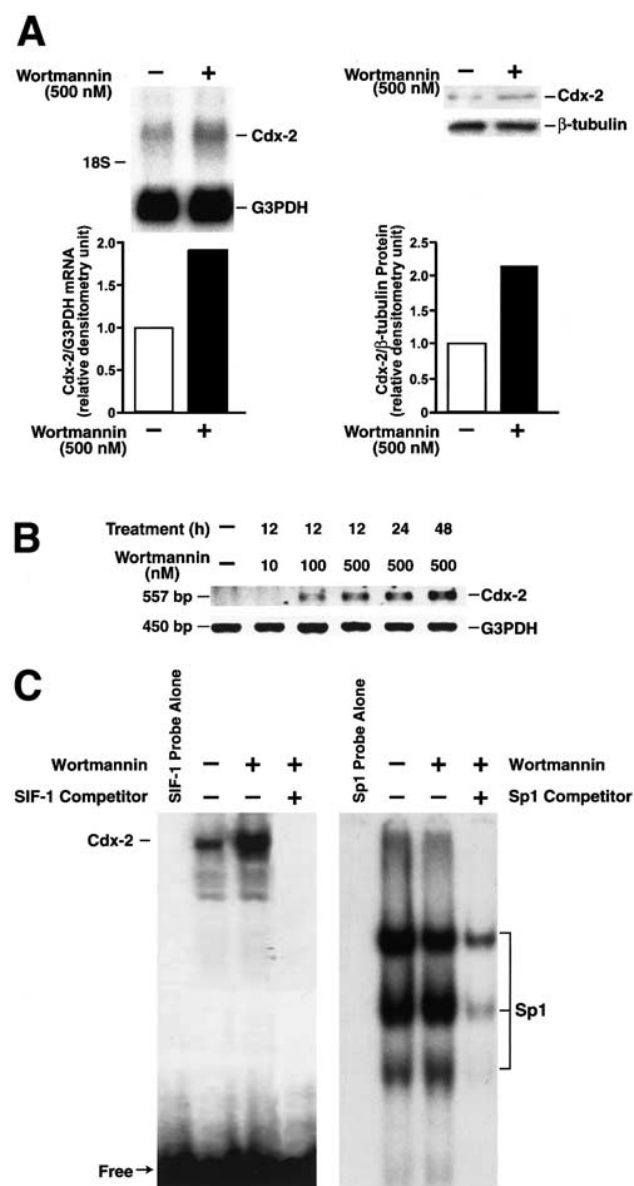 A
Wortmannin (500 nM) − +
Cdx-2
18S
G3PDH
Cdx-2/G3PDH mRNA
(relative densitometry unit)
2.0
1.5
1.0
0.5
0
Wortmannin (500 nM) − +
Wortmannin (500 nM) − +
Cdx-2
β-tubulin
Cdx-2/β-tubulin Protein
(relative densitometry unit)
2.5
2.0
1.5
1.0
0.5
0
Wortmannin (500 nM) − +
B
Treatment (h) − 12 12 12 24 48
Wortmannin (nM) − 10 100 500 500 500
557 bp Cdx-2
450 bp G3PDH
C
SIF-1 Probe Alone
Wortmannin − + +
SIF-1 Competitor − − +
Cdx-2
Free→
Sp1 Probe Alone
− + + Wortmannin
− − + Sp1 Competitor
Sp1